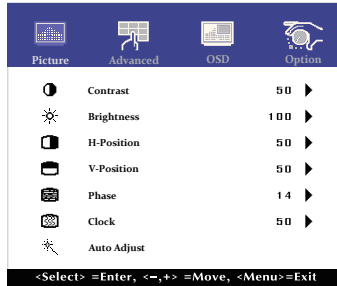 Picture Advanced OSD Option
Contrast 50
Brightness 100
H-Position 50
V-Position 50
Phase 14
Clock 50
Auto Adjust
<Select> =Enter, <–,+> =Move, <Menu>=Exit